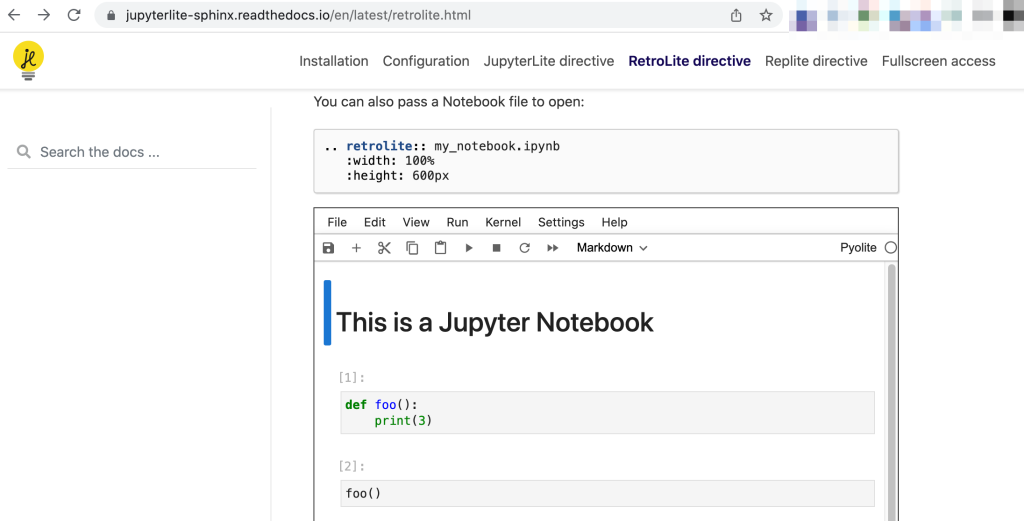 jupyterlite-sphinx.readthedocs.io/en/latest/retrolite.html
jl
Installation Configuration JupyterLite directive RetroLite directive Replite directive Fullscreen access
Search the docs ...
You can also pass a Notebook file to open:
.. retrolite:: my_notebook.ipynb
:width: 100%
:height: 600px
File Edit View Run Kernel Settings Help
Markdown Pyolite
This is a Jupyter Notebook
[1]:
def foo():
    print(3)
[2]:
foo()